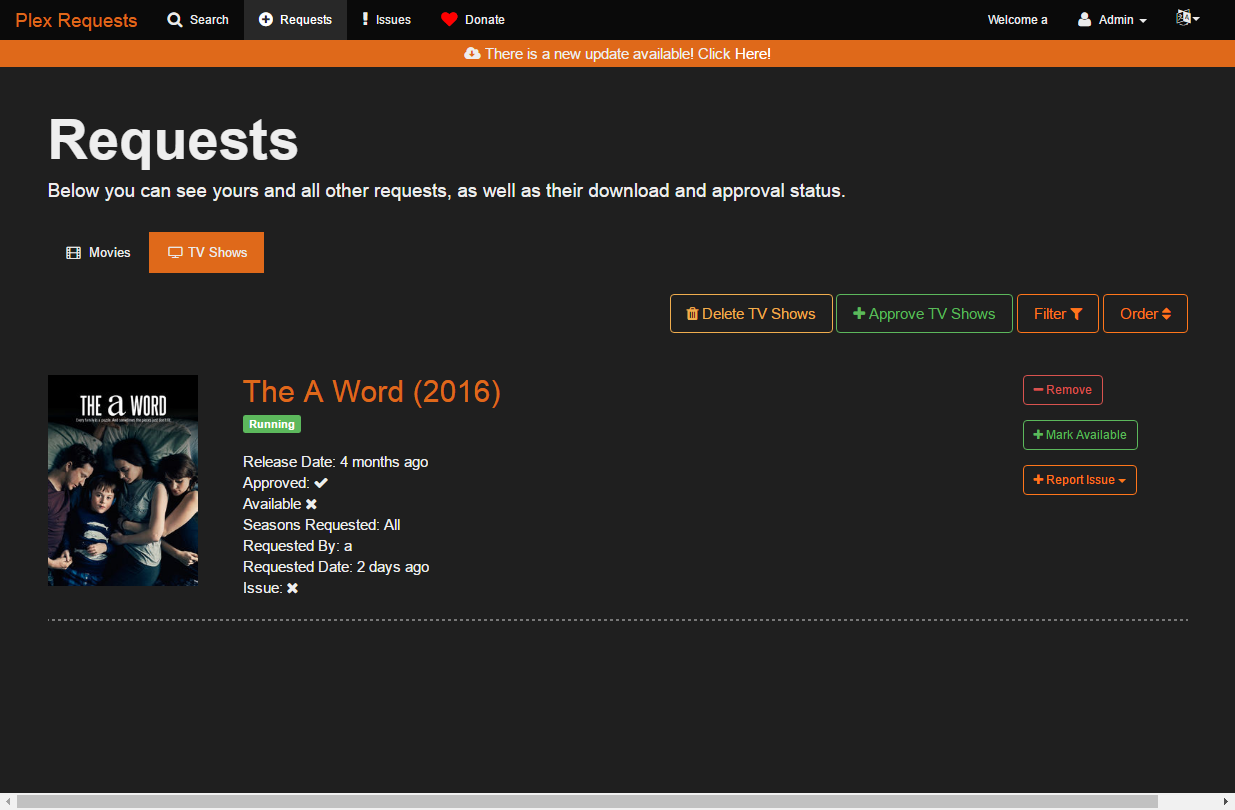 Plex Requests Search Requests Issues Donate Welcome a Admin
There is a new update available! Click Here!
Requests
Below you can see yours and all other requests, as well as their download and approval status.
Movies TV Shows
Delete TV Shows Approve TV Shows Filter Order
THE a WORD
The A Word (2016)
Running
Remove
Mark Available
Report Issue
Release Date: 4 months ago
Approved:
Available
Seasons Requested: All
Requested By: a
Requested Date: 2 days ago
Issue: